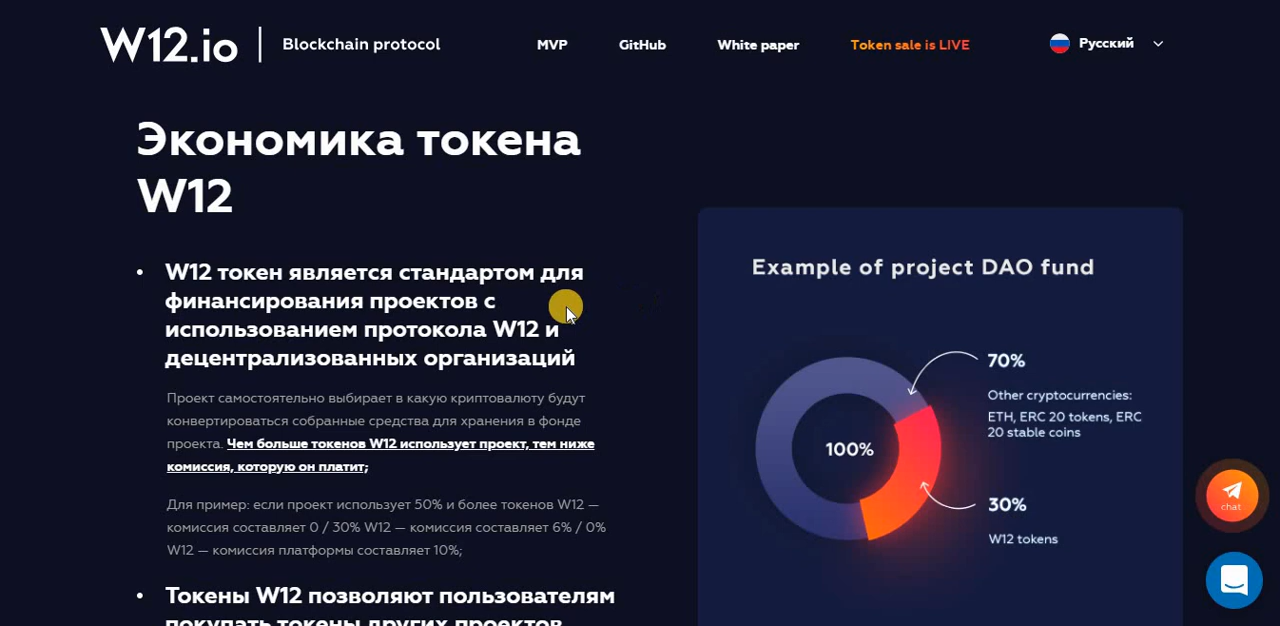 W12.io | Blockchain protocol
MVP
GitHub
White paper
Token sale is LIVE
Русский
Экономика токена
W12
• W12 токен является стандартом для
финансирования проектов с
использованием протокола W12 и
децентрализованных организаций
Проект самостоятельно выбирает в какую криптовалюту будут
конвертироваться собранные средства для хранения в фонде
проекта. Чем больше токенов W12 использует проект, тем ниже
комиссия, которую он платит;
Для пример: если проект использует 50% и более токенов W12 —
комиссия составляет 0 / 30% W12 — комиссия составляет 6% / 0%
W12 — комиссия платформы составляет 10%;
• Токены W12 позволяют пользователям
покупать токены других проектов
Example of project DAO fund
70%
Other cryptocurrencies:
ETH, ERC 20 tokens, ERC
20 stable coins
100%
30%
W12 tokens
chat